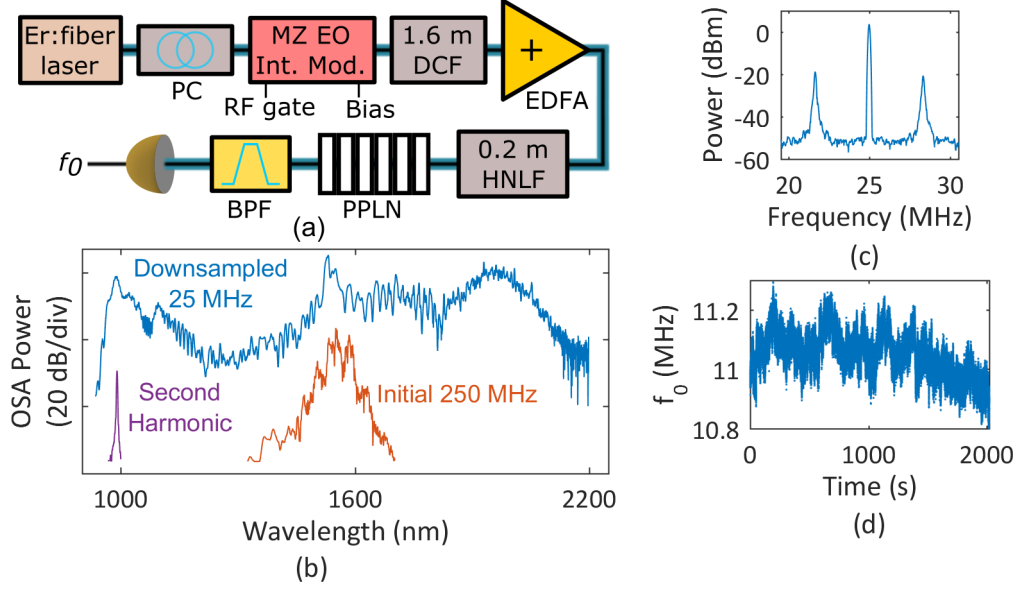 Er:fiber
laser
PC
MZ EO
Int. Mod.
RF gate
Bias
1.6 m
DCF
+
EDFA
f0
BPF
PPLN
0.2 m
HNLF
(a)
OSA Power
(20 dB/div)
Downsampled
25 MHz
Second
Harmonic
Initial 250 MHz
1000
1600
2200
Wavelength (nm)
(b)
Power (dBm)
0
-20
-40
-60
20
25
30
Frequency (MHz)
(c)
f0 (MHz)
11.2
11
10.8
0
1000
2000
Time (s)
(d)